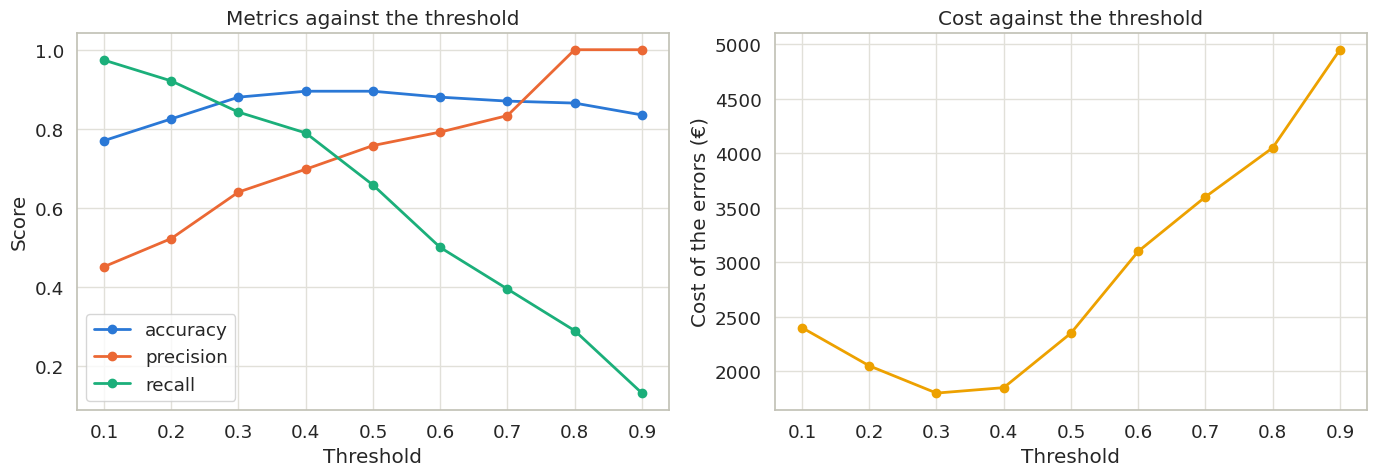 Metrics against the threshold
Score
1.0
0.8
0.6
0.4
0.2
accuracy
precision
recall
0.1 0.2 0.3 0.4 0.5 0.6 0.7 0.8 0.9
Threshold
Cost against the threshold
Cost of the errors (€)
5000
4500
4000
3500
3000
2500
2000
0.1 0.2 0.3 0.4 0.5 0.6 0.7 0.8 0.9
Threshold